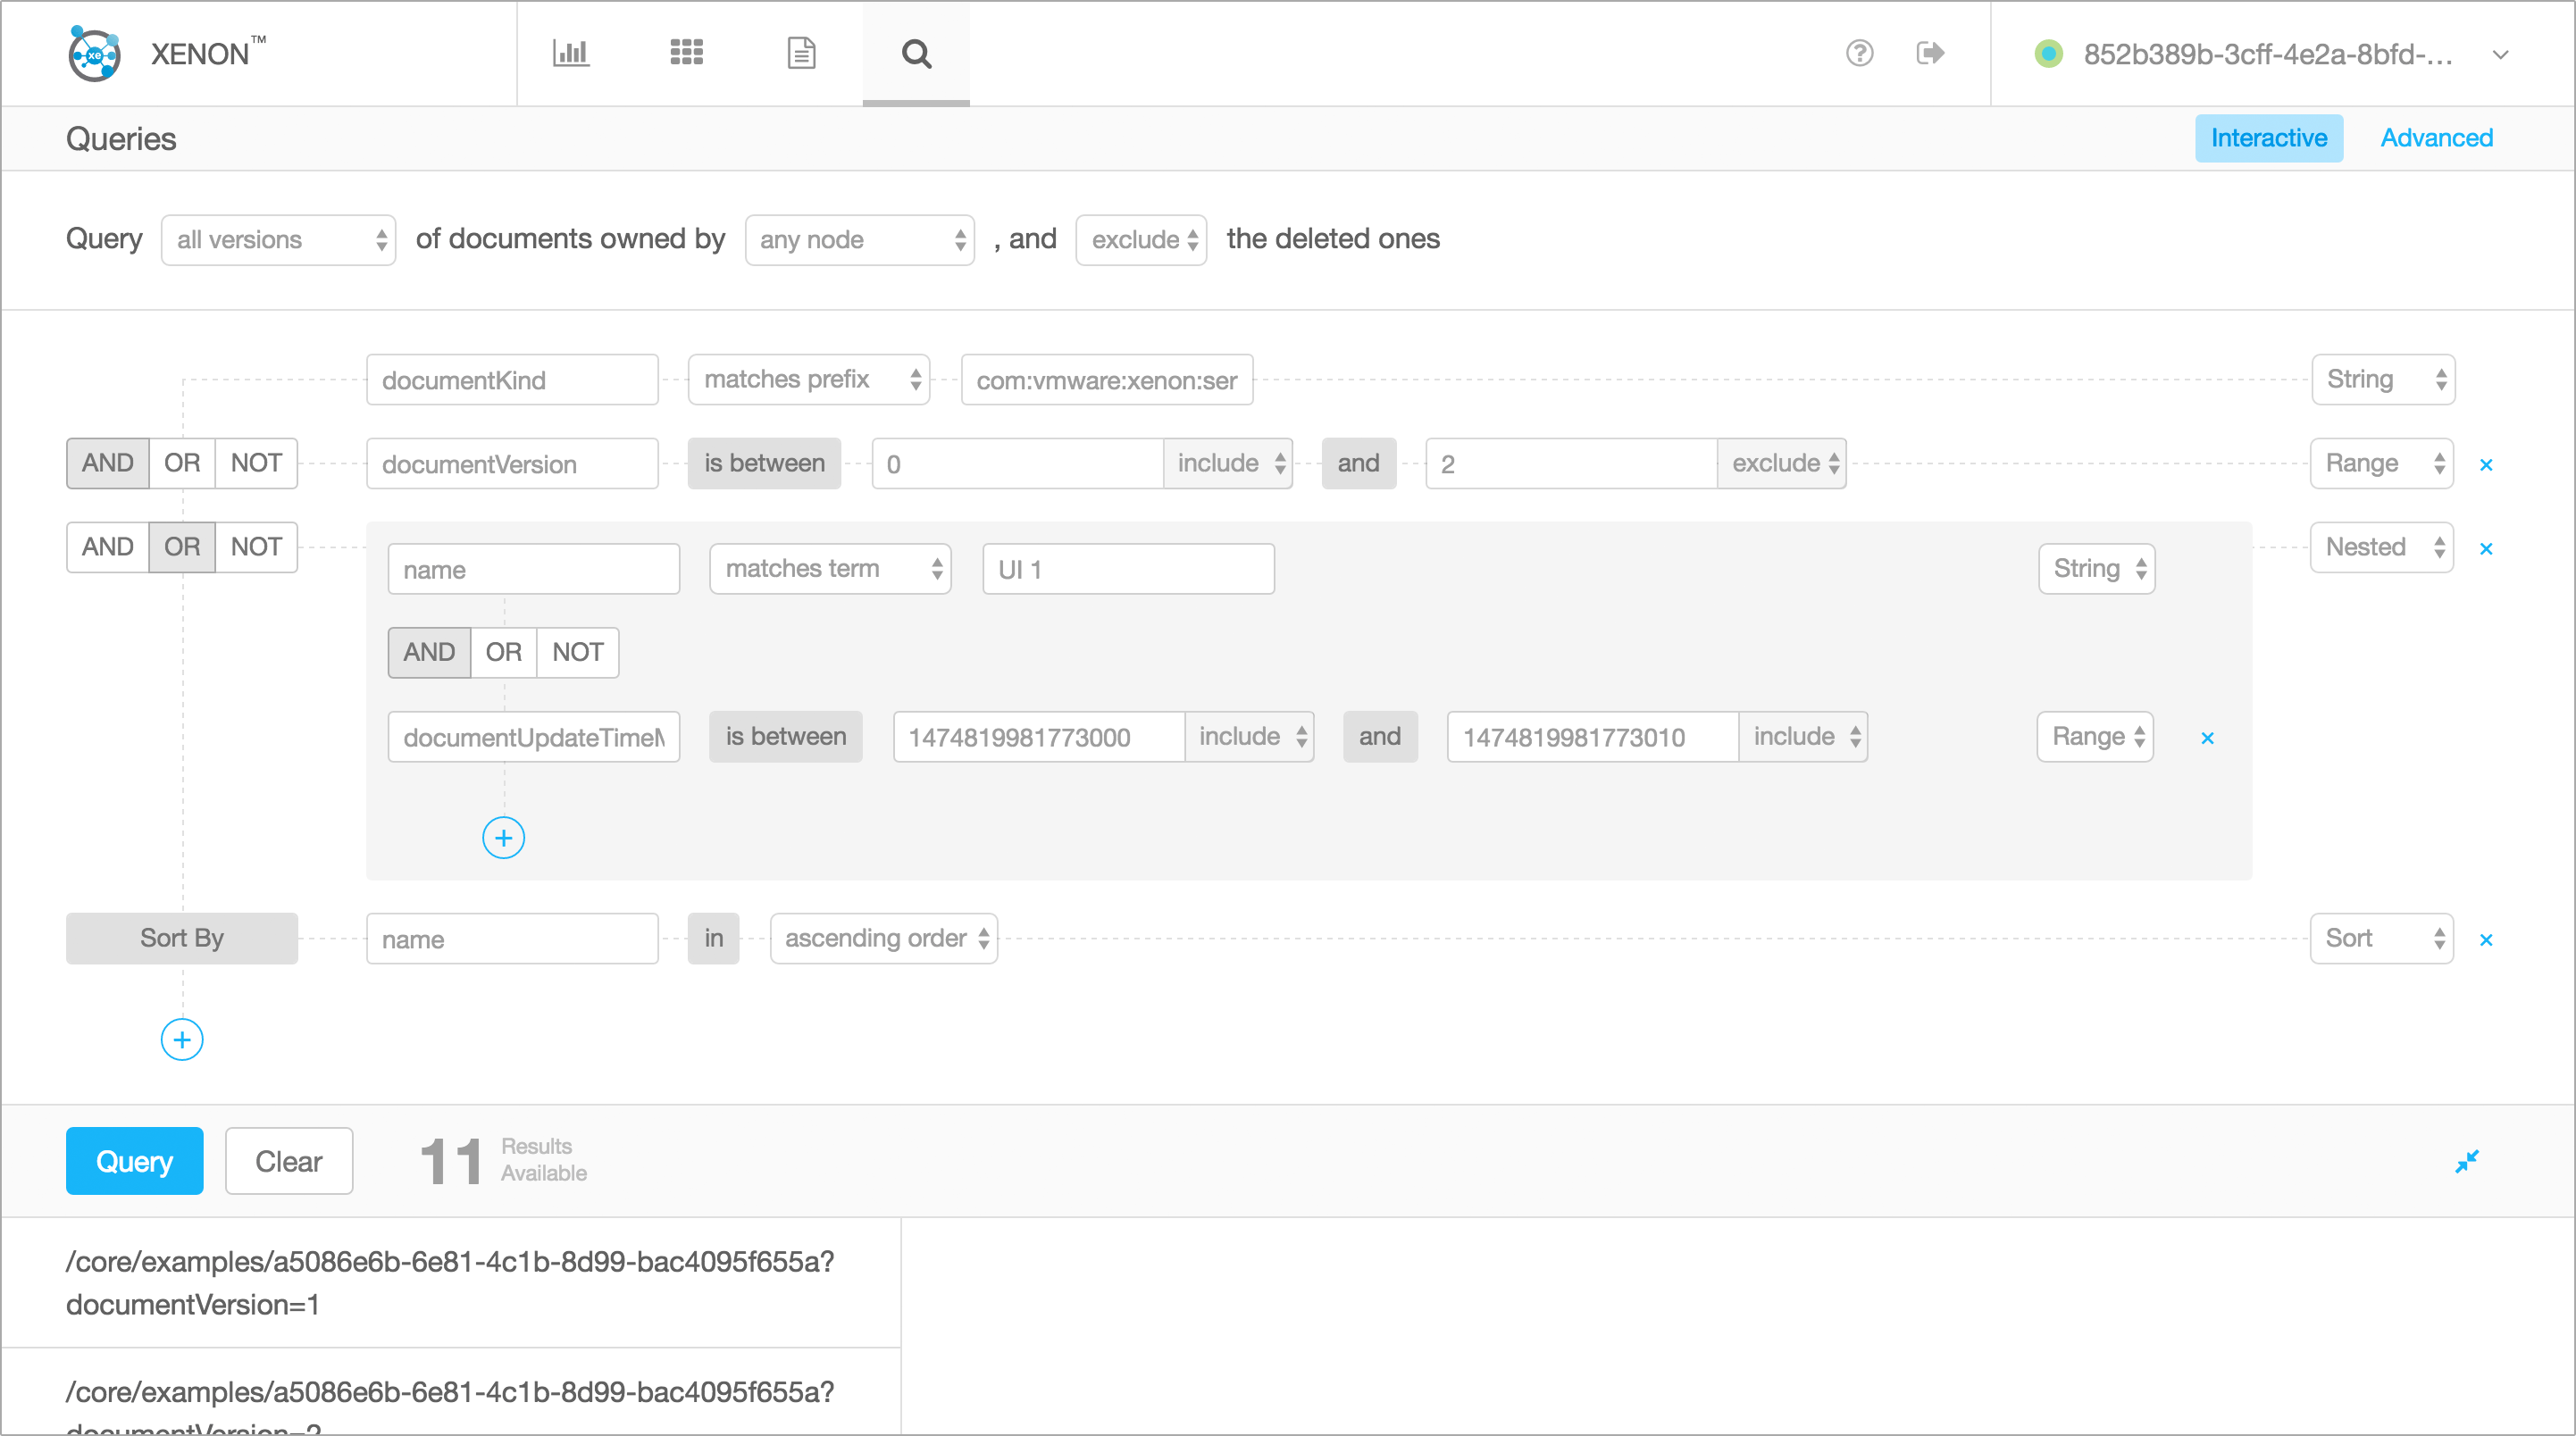 xe XENON™ 852b389b-3cff-4e2a-8bfd-...
Queries Interactive Advanced
Query all versions of documents owned by any node , and exclude the deleted ones
documentKind matches prefix com:vmware:xenon:ser String
AND OR NOT documentVersion is between 0 include and 2 exclude Range
AND OR NOT Nested
name matches term UI 1 String
AND OR NOT
documentUpdateTimeM is between 1474819981773000 include and 1474819981773010 include Range
Sort By name in ascending order Sort
Query Clear 11 Results
Available
/core/examples/a5086e6b-6e81-4c1b-8d99-bac4095f655a?
documentVersion=1
/core/examples/a5086e6b-6e81-4c1b-8d99-bac4095f655a?
documentVersion=2